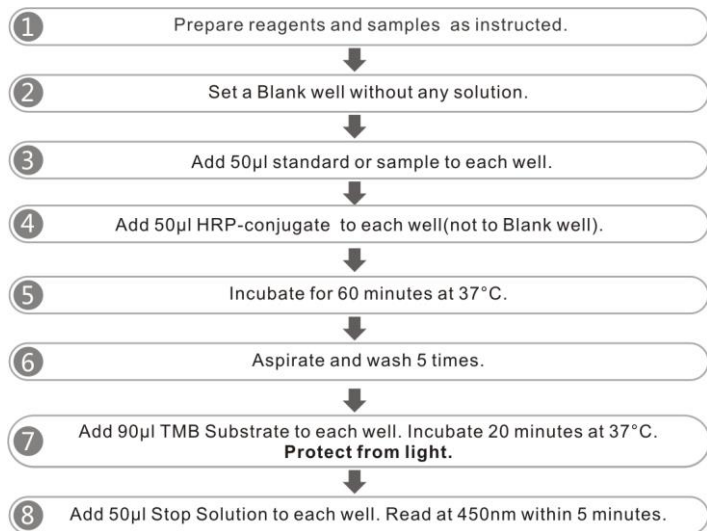 1 Prepare reagents and samples as instructed.
2 Set a Blank well without any solution.
3 Add 50μl standard or sample to each well.
4 Add 50μl HRP-conjugate to each well(not to Blank well).
5 Incubate for 60 minutes at 37°C.
6 Aspirate and wash 5 times.
7 Add 90μl TMB Substrate to each well. Incubate 20 minutes at 37°C.
Protect from light.
8 Add 50μl Stop Solution to each well. Read at 450nm within 5 minutes.